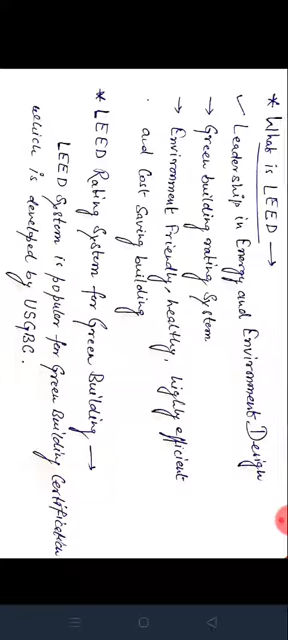 * What is LEED →
✓ Leadership in Energy and Environment Design
→ Green building rating System
→ Environment Friendly, healthy, highly efficient
and Cost Saving building
* LEED Rating System for Green Building →
LEED System is popular for Green Building Certification
which is developed by USGBC.